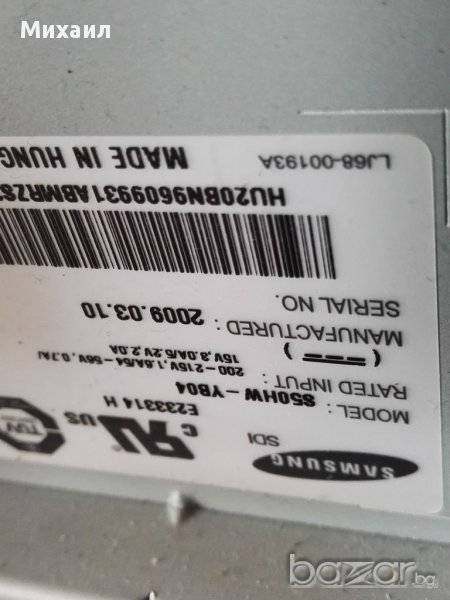 Михаил
SAMSUNG
SDI
MODEL: S50HW-YB04
E233314 H
C US
RATED INPUT:
200-215V,1.6A/54-56V, 0.7A/
15V,3.0A/5.2V,2.0A
MANUFACTURED: 2009.03.10
SERIAL NO.
HU20BN9609931ABMRZS
LJ68-00193A
MADE IN HUNG
TÜV
bazar.bg